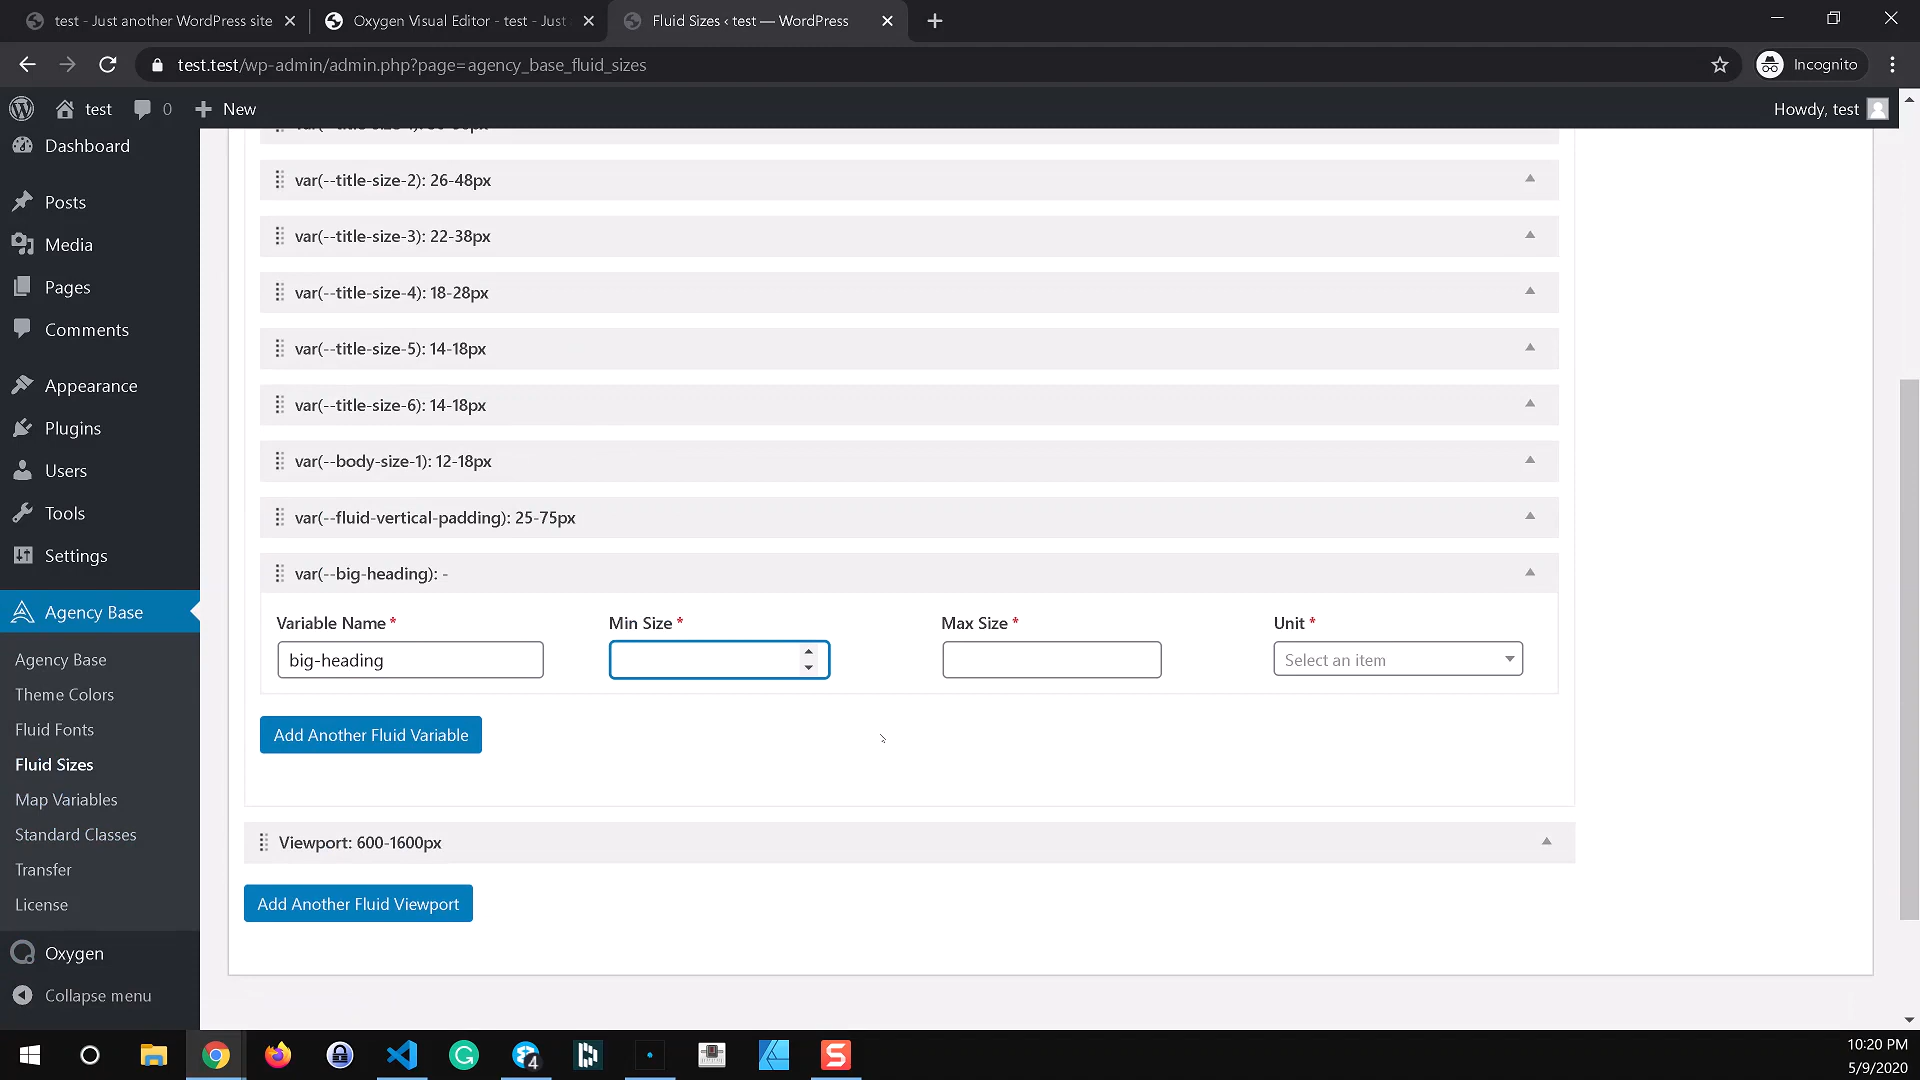 test - Just another WordPress site
Oxygen Visual Editor - test - Just
Fluid Sizes ‹ test — WordPress
test.test/wp-admin/admin.php?page=agency_base_fluid_sizes
Incognito
test
0
New
Howdy, test
Dashboard
Posts
Media
Pages
Comments
Appearance
Plugins
Users
Tools
Settings
Agency Base
Agency Base
Theme Colors
Fluid Fonts
Fluid Sizes
Map Variables
Standard Classes
Transfer
License
Oxygen
Collapse menu
var(--title-size-2): 26-48px
var(--title-size-3): 22-38px
var(--title-size-4): 18-28px
var(--title-size-5): 14-18px
var(--title-size-6): 14-18px
var(--body-size-1): 12-18px
var(--fluid-vertical-padding): 25-75px
var(--big-heading): -
Variable Name * Min Size * Max Size * Unit *
big-heading Select an item
Add Another Fluid Variable
Viewport: 600-1600px
Add Another Fluid Viewport
4
10:20 PM
5/9/2020